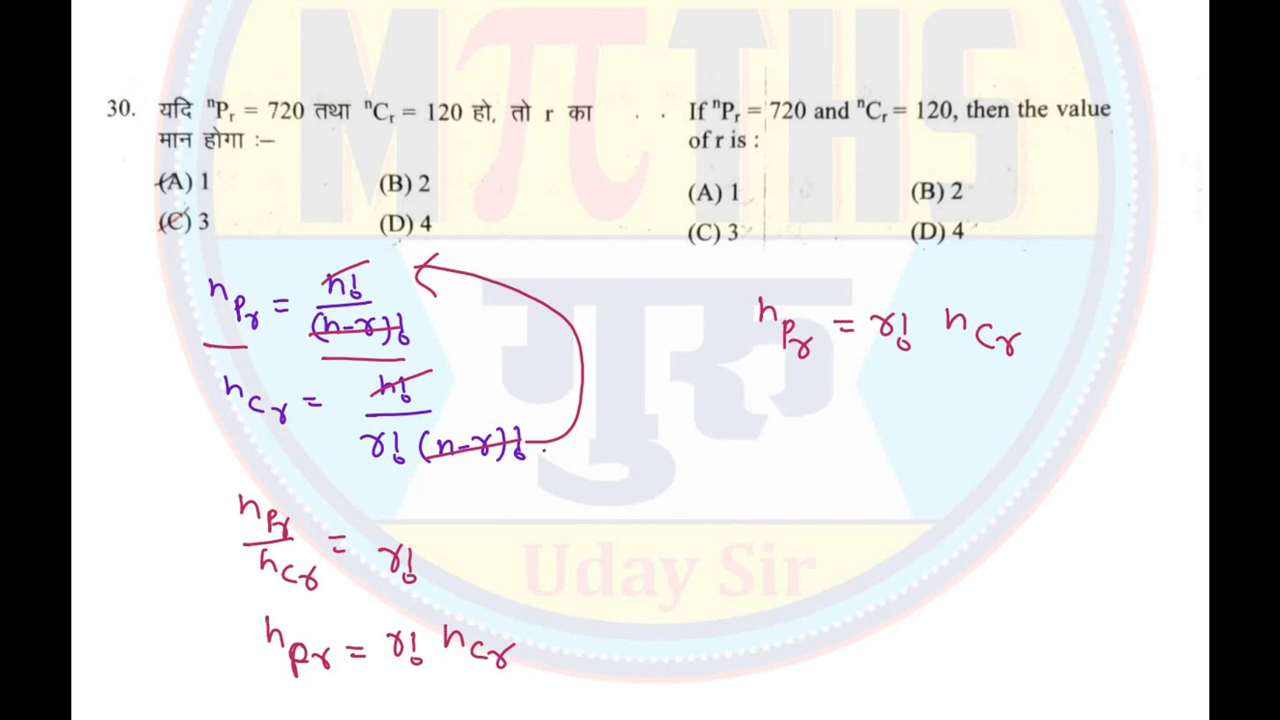 MπTHS
30. यदि ⁿPᵣ = 720 तथा ⁿCᵣ = 120 हो, तो r का
मान होगा :–
(A) 1 (B) 2
(C) 3 (D) 4
If ⁿPᵣ = 720 and ⁿCᵣ = 120, then the value
of r is :
(A) 1 (B) 2
(C) 3 (D) 4
ⁿPᵣ = n! / (n-r)!
ⁿCᵣ = n! / r! (n-r)!
ⁿPᵣ / ⁿCᵣ = r!
ⁿPᵣ = r! ⁿCᵣ
ⁿPᵣ = r! ⁿCᵣ
गुरु
Uday Sir